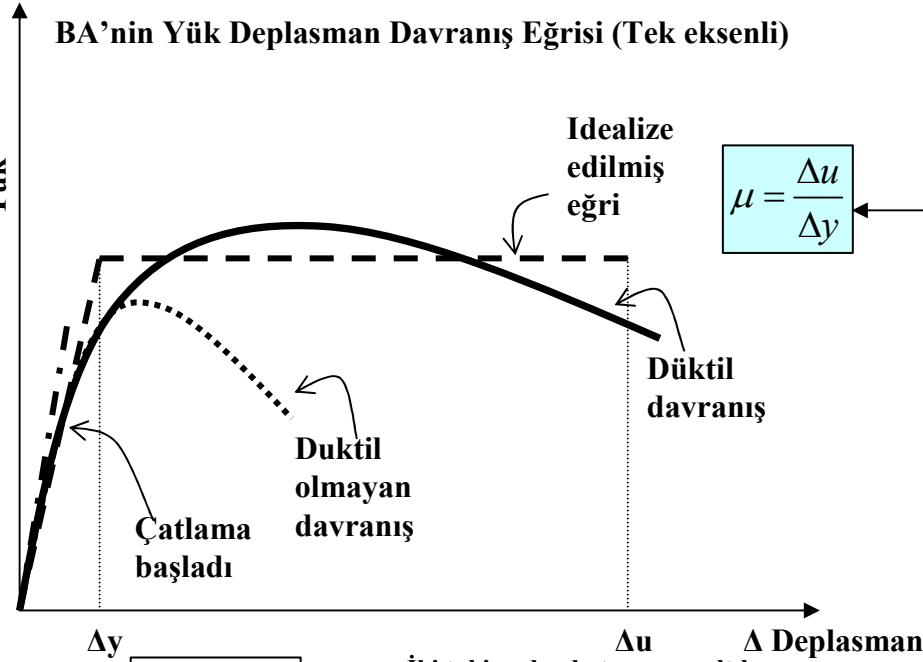 BA'nin Yük Deplasman Davranış Eğrisi (Tek eksenli)
Idealize
edilmiş
eğri
μ = Δu / Δy
Düktil
davranış
Duktil
olmayan
davranış
Çatlama
başladı
Δy
Δu
Δ Deplasman